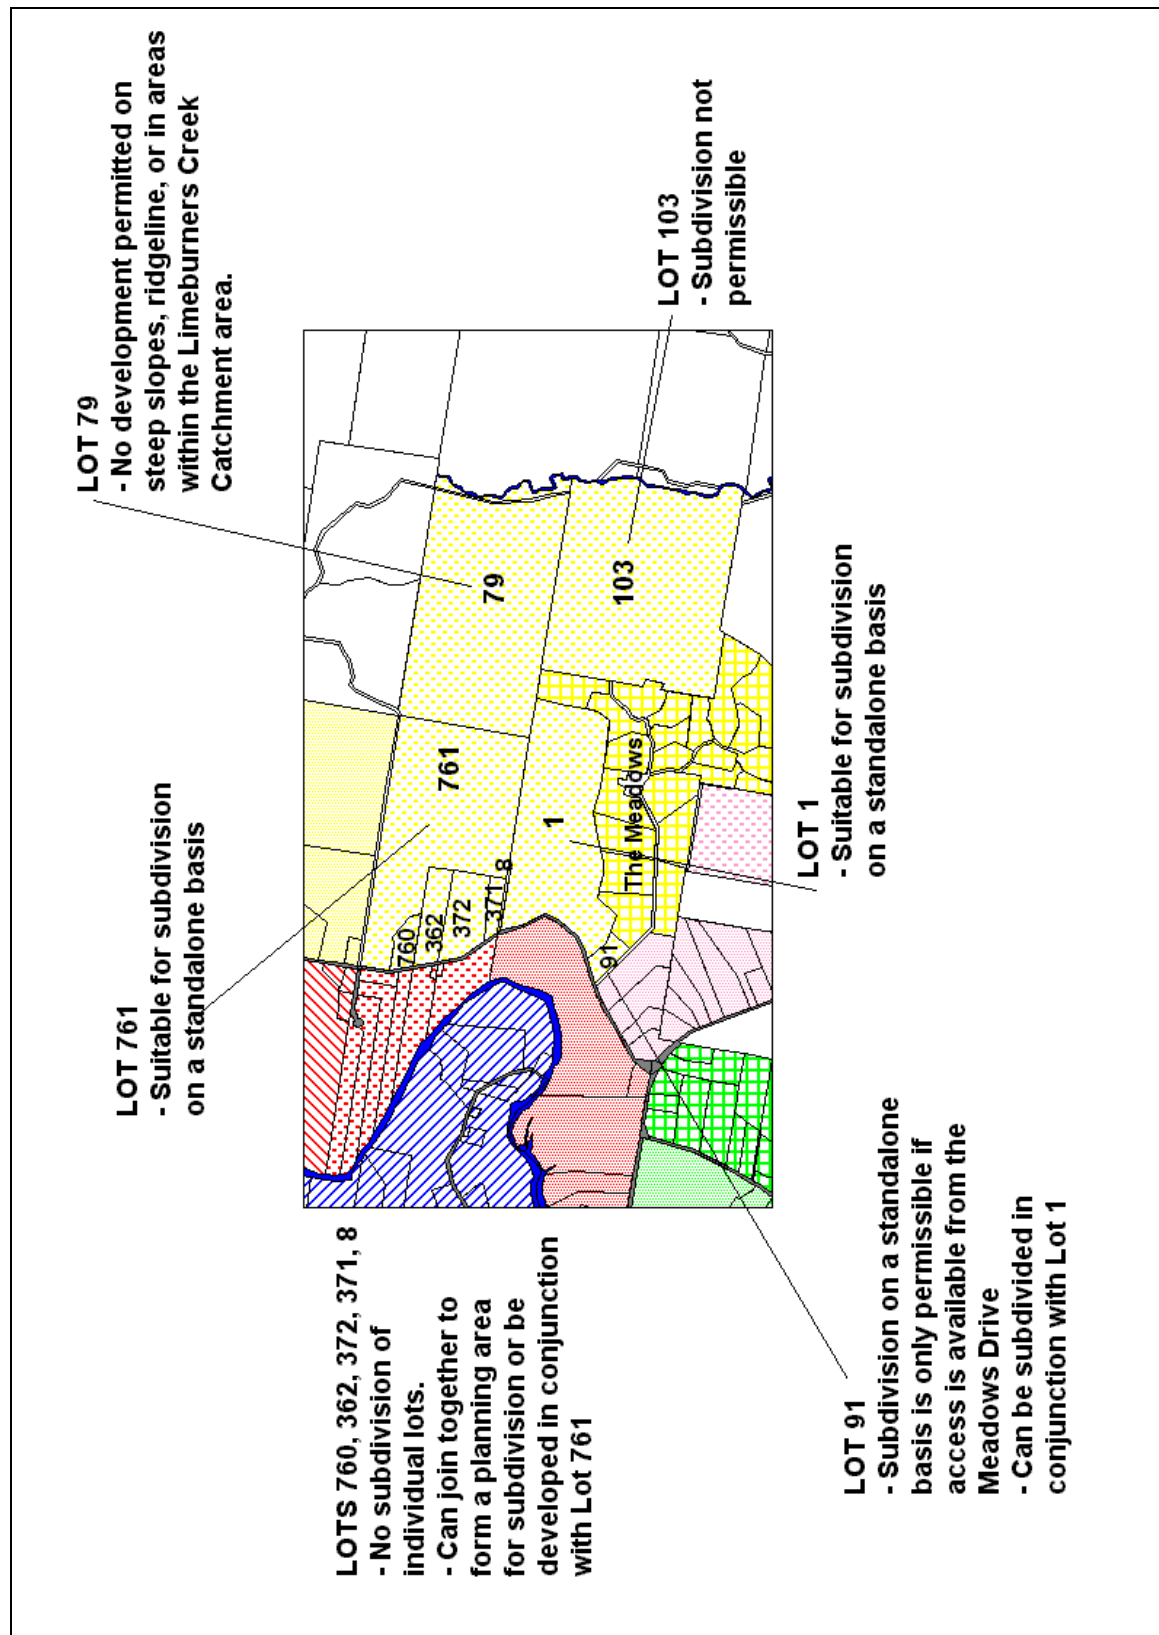 LOTS 760, 362, 372, 371, 8
- No subdivision of
individual lots.
- Can join together to
form a planning area
for subdivision or be
developed in conjunction
with Lot 761
LOT 761
- Suitable for subdivision
on a standalone basis
LOT 79
- No development permitted on
steep slopes, ridgeline, or in areas
within the Limeburners Creek
Catchment area.
760
362
372
371
8
761
79
1
103
91
The Meadows
LOT 103
- Subdivision not
permissible
LOT 91
- Subdivision on a standalone
basis is only permissible if
access is available from the
Meadows Drive
- Can be subdivided in
conjunction with Lot 1
LOT 1
- Suitable for subdivision
on a standalone basis